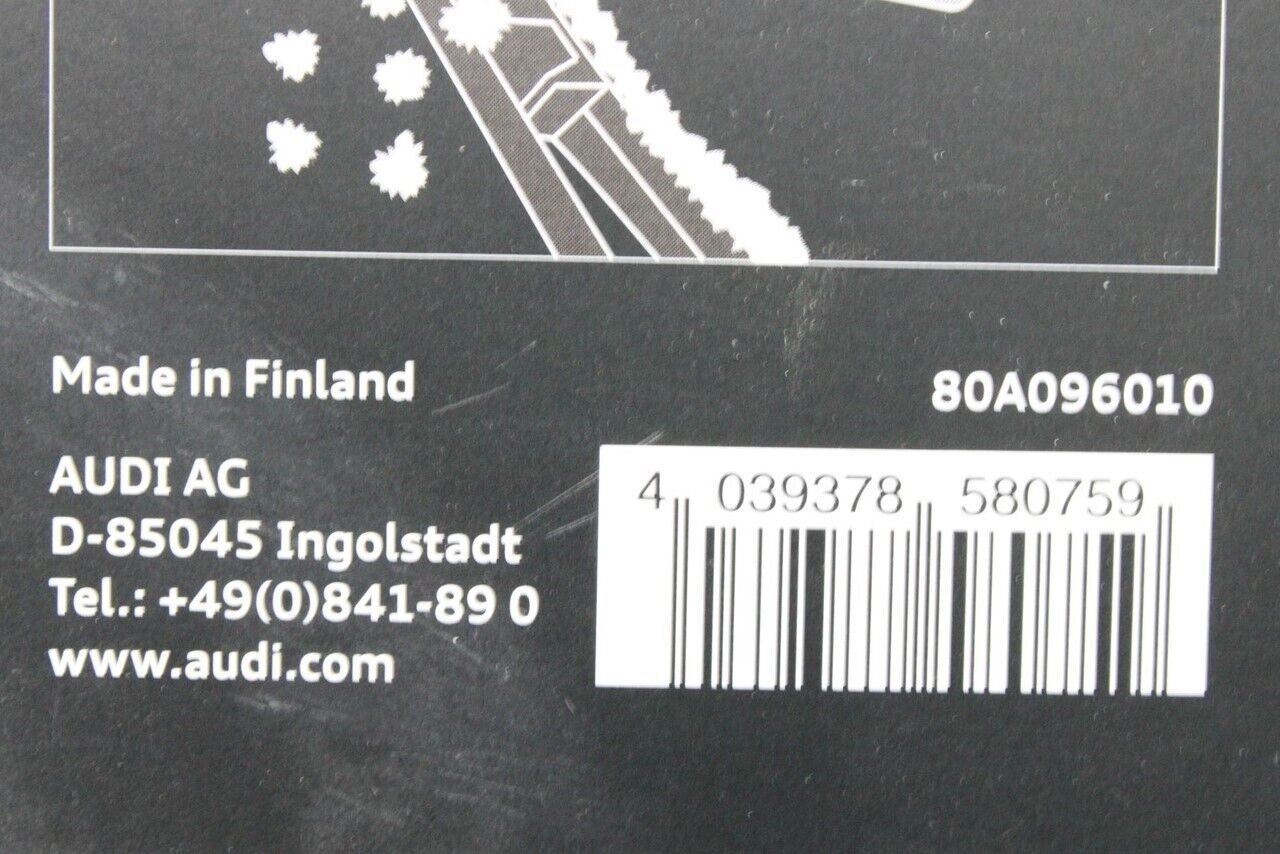 Made in Finland
80A096010
AUDI AG
D-85045 Ingolstadt
Tel.: +49(0)841-89 0
www.audi.com
4 039378 580759